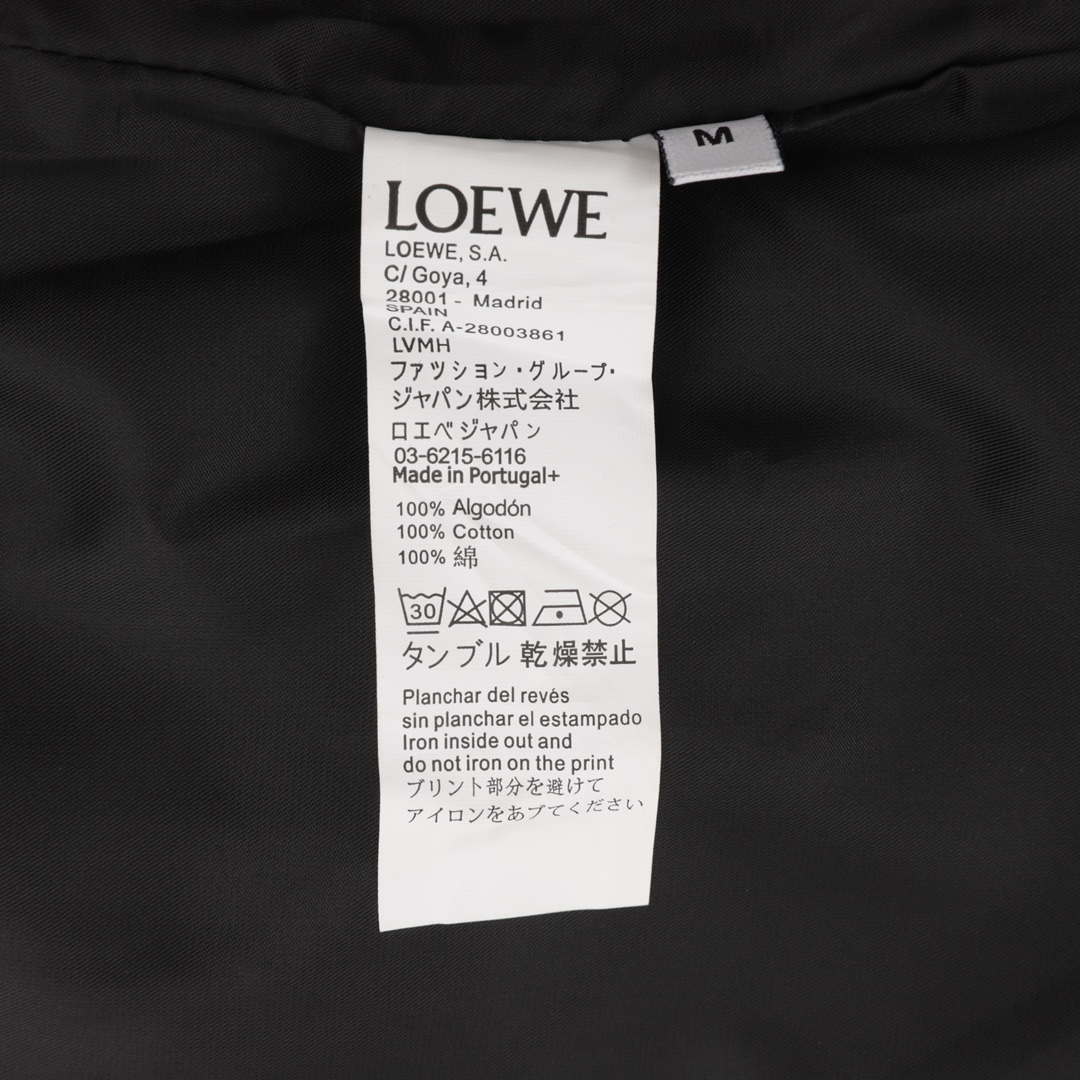 M
LOEWE
LOEWE, S.A.
C/ Goya, 4
28001 - Madrid
SPAIN
C.I.F. A-28003861
LVMH
ファツション・グループ・
ジャパン株式会社
ロエベジャパン
03-6215-6116
Made in Portugal+
100% Algodón
100% Cotton
100% 綿
30
タンブル乾燥禁止
Planchar del revés
sin planchar el estampado
Iron inside out and
do not iron on the print
ブリント部分を避けて
アイロンをあブてください